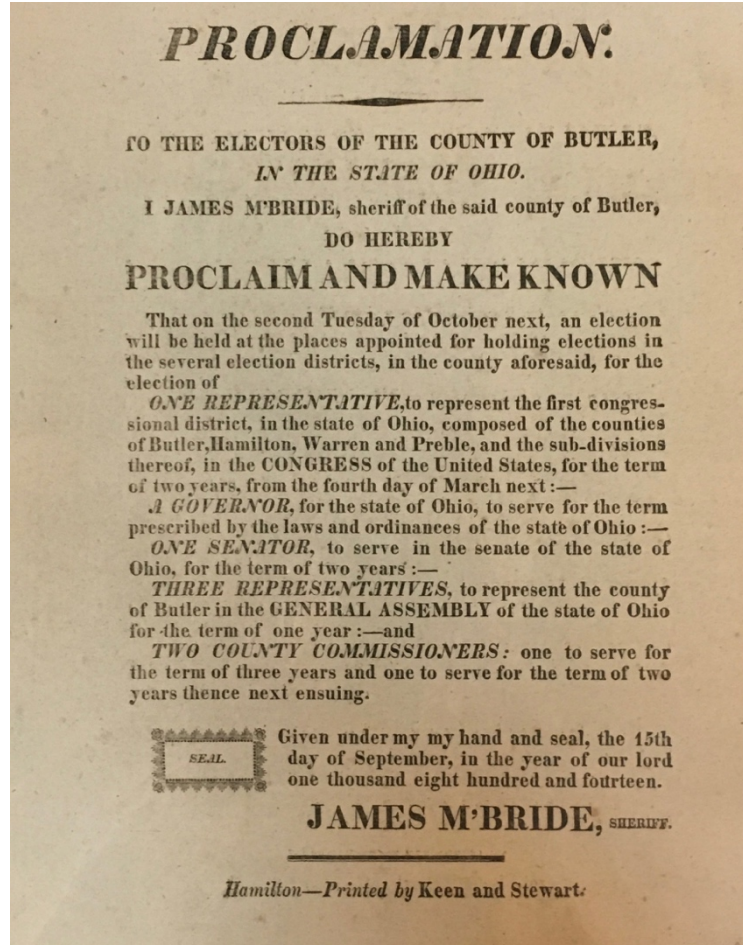 PROCLAMATION.
TO THE ELECTORS OF THE COUNTY OF BUTLER,
IN THE STATE OF OHIO.
I JAMES M'BRIDE, sheriff of the said county of Butler,
DO HEREBY
PROCLAIM AND MAKE KNOWN
That on the second Tuesday of October next, an election
will be held at the places appointed for holding elections in
the several election districts, in the county aforesaid, for the
election of
ONE REPRESENTATIVE,to represent the first congres-
sional district, in the state of Ohio, composed of the counties
of Butler,Hamilton, Warren and Preble, and the sub-divisions
thereof, in the CONGRESS of the United States, for the term
of two years, from the fourth day of March next :—
A GOVERNOR, for the state of Ohio, to serve for the term
prescribed by the laws and ordinances of the state of Ohio :—
ONE SENATOR, to serve in the senate of the state of
Ohio, for the term of two years :—
THREE REPRESENTATIVES, to represent the county
of Butler in the GENERAL ASSEMBLY of the state of Ohio
for the term of one year :—and
TWO COUNTY COMMISSIONERS: one to serve for
the term of three years and one to serve for the term of two
years thence next ensuing.
SEAL.
Given under my my hand and seal, the 15th
day of September, in the year of our lord
one thousand eight hundred and fourteen.
JAMES M'BRIDE, SHERIFF.
Hamilton—Printed by Keen and Stewart.